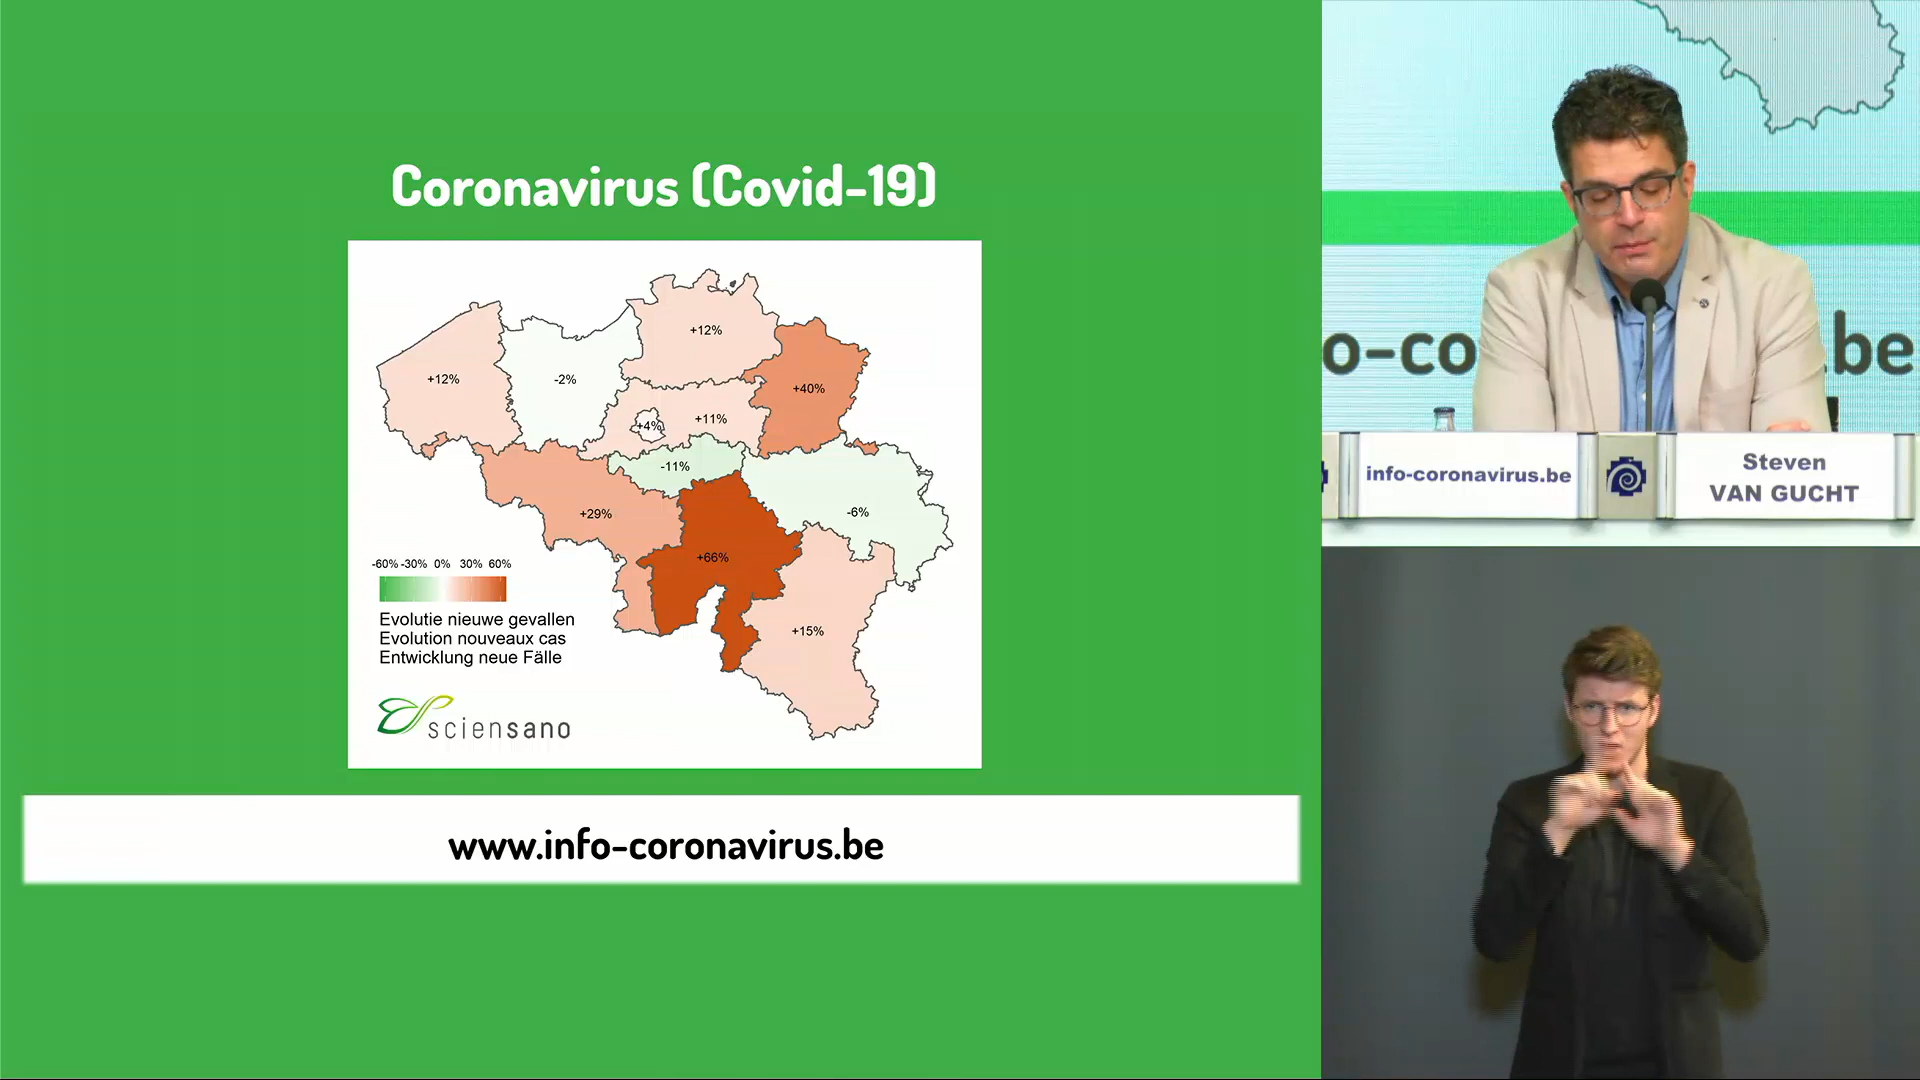 Coronavirus (Covid-19)
+12%
+12%
-2%
+40%
+4%
+11%
-11%
-6%
+29%
+66%
+15%
-60% -30% 0% 30% 60%
Evolutie nieuwe gevallen
Evolution nouveaux cas
Entwicklung neue Fälle
sciensano
www.info-coronavirus.be
o-co
.be
info-coronavirus.be
Steven
VAN GUCHT